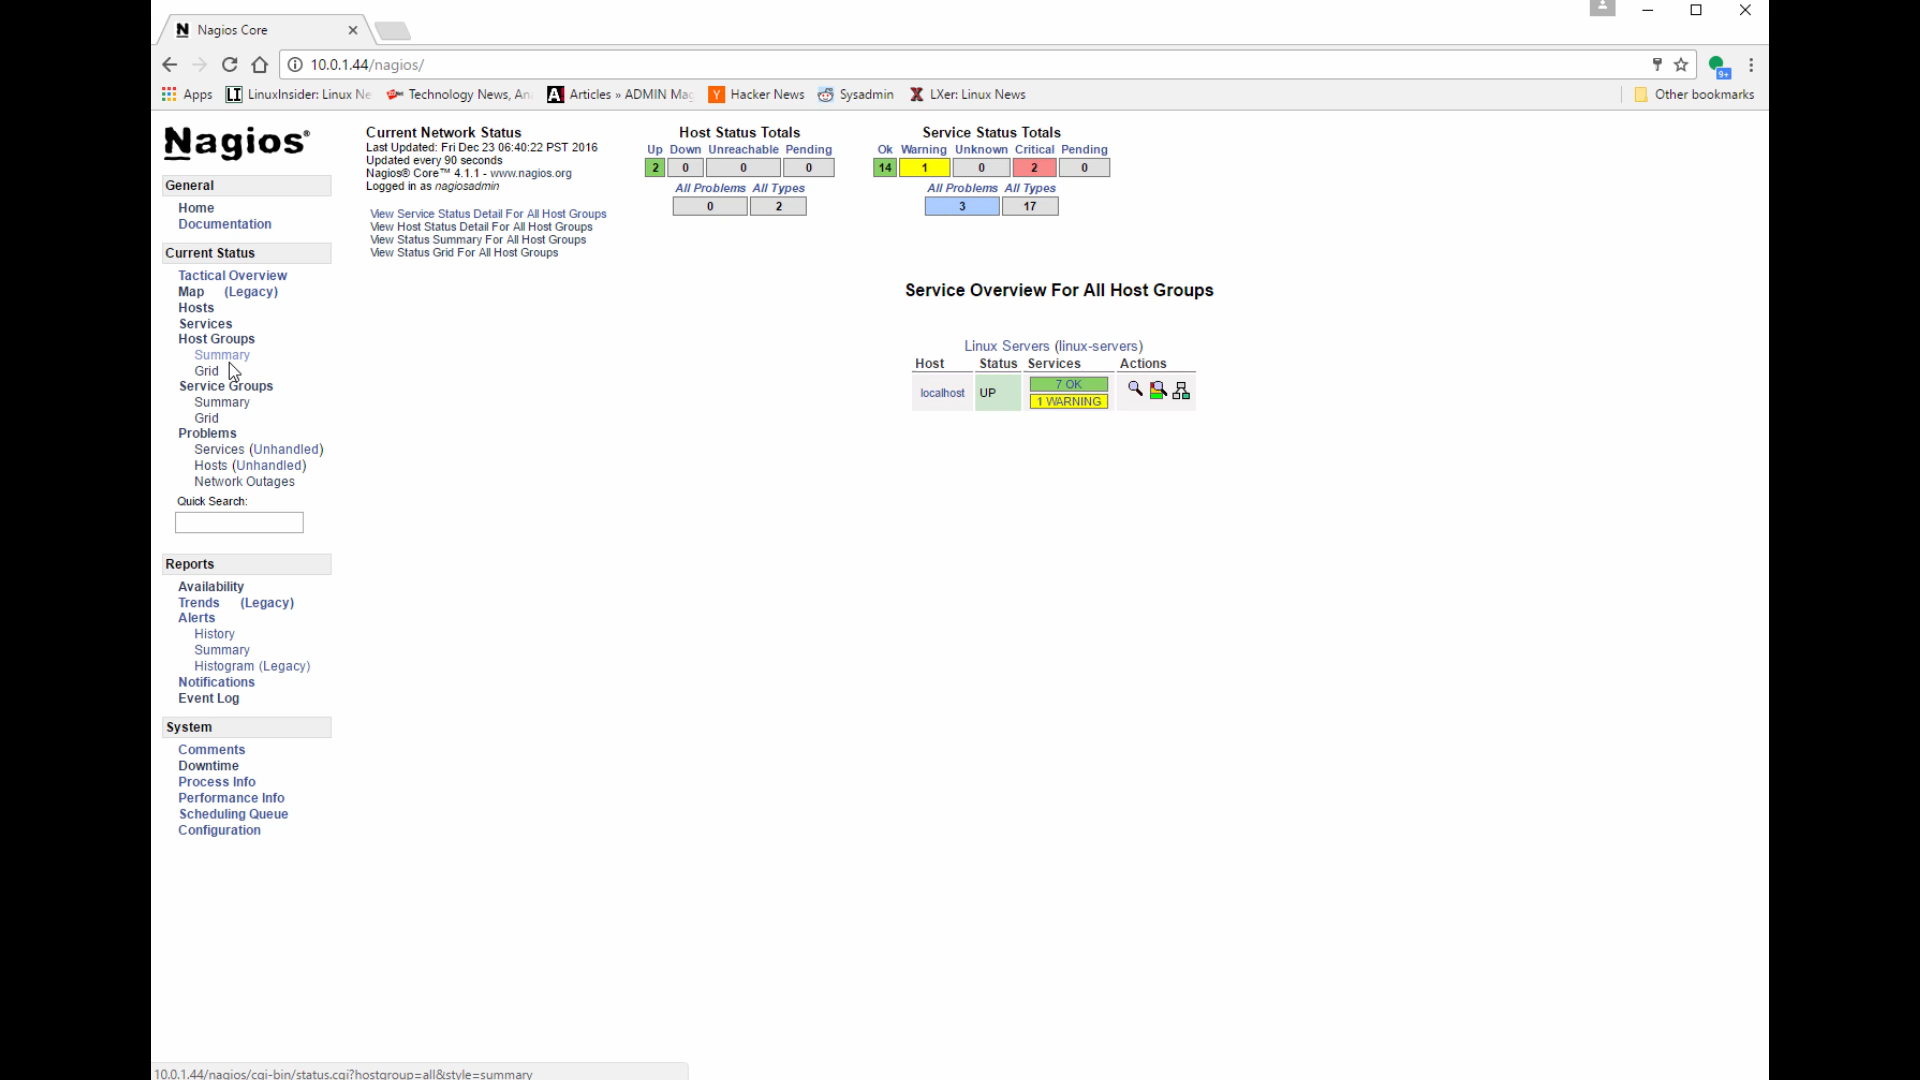 Nagios Core
10.0.1.44/nagios/
Apps
LinuxInsider: Linux Ne
Technology News, An
Articles » ADMIN Mag
Hacker News
Sysadmin
LXer: Linux News
Other bookmarks
9+
Nagios®
General
Home
Documentation
Current Status
Tactical Overview
Map (Legacy)
Hosts
Services
Host Groups
Summary
Grid
Service Groups
Summary
Grid
Problems
Services (Unhandled)
Hosts (Unhandled)
Network Outages
Quick Search:
Reports
Availability
Trends (Legacy)
Alerts
History
Summary
Histogram (Legacy)
Notifications
Event Log
System
Comments
Downtime
Process Info
Performance Info
Scheduling Queue
Configuration
Current Network Status
Last Updated: Fri Dec 23 06:40:22 PST 2016
Updated every 90 seconds
Nagios® Core™ 4.1.1 - www.nagios.org
Logged in as nagiosadmin
View Service Status Detail For All Host Groups
View Host Status Detail For All Host Groups
View Status Summary For All Host Groups
View Status Grid For All Host Groups
Host Status Totals
Up Down Unreachable Pending
2 0 0 0
All Problems All Types
0 2
Service Status Totals
Ok Warning Unknown Critical Pending
14 1 0 2 0
All Problems All Types
3 17
Service Overview For All Host Groups
Linux Servers (linux-servers)
Host Status Services Actions
localhost UP 7 OK
1 WARNING
10.0.1.44/nagios/cgi-bin/status.cgi?hostgroup=all&style=summary